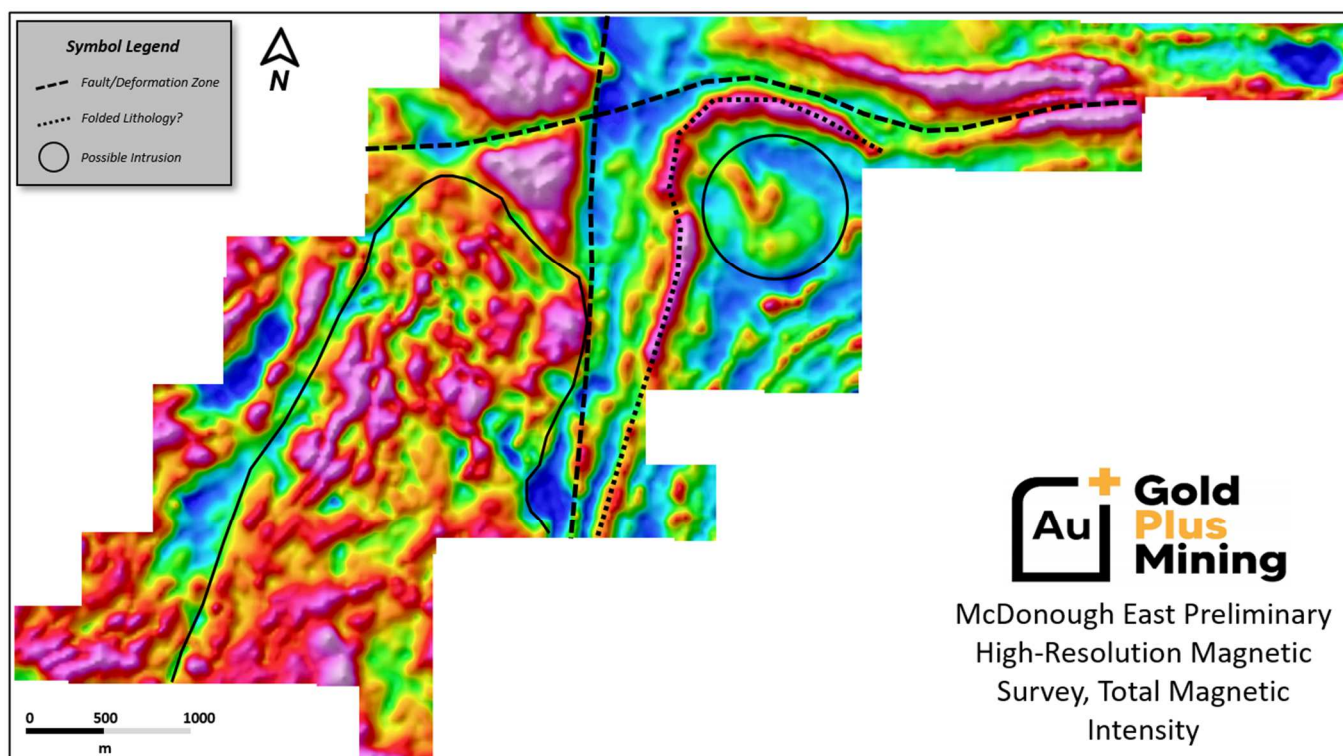 Symbol Legend
Fault/Deformation Zone
Folded Lithology?
Possible Intrusion
N
Au
Gold
Plus
Mining
McDonough East Preliminary
High-Resolution Magnetic
Survey, Total Magnetic
Intensity
0 500 1000
m